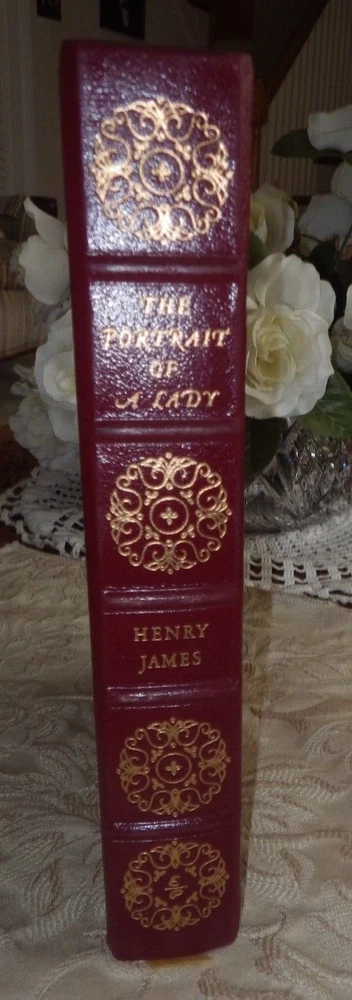 THE
PORTRAIT
OF
A LADY
HENRY
JAMES